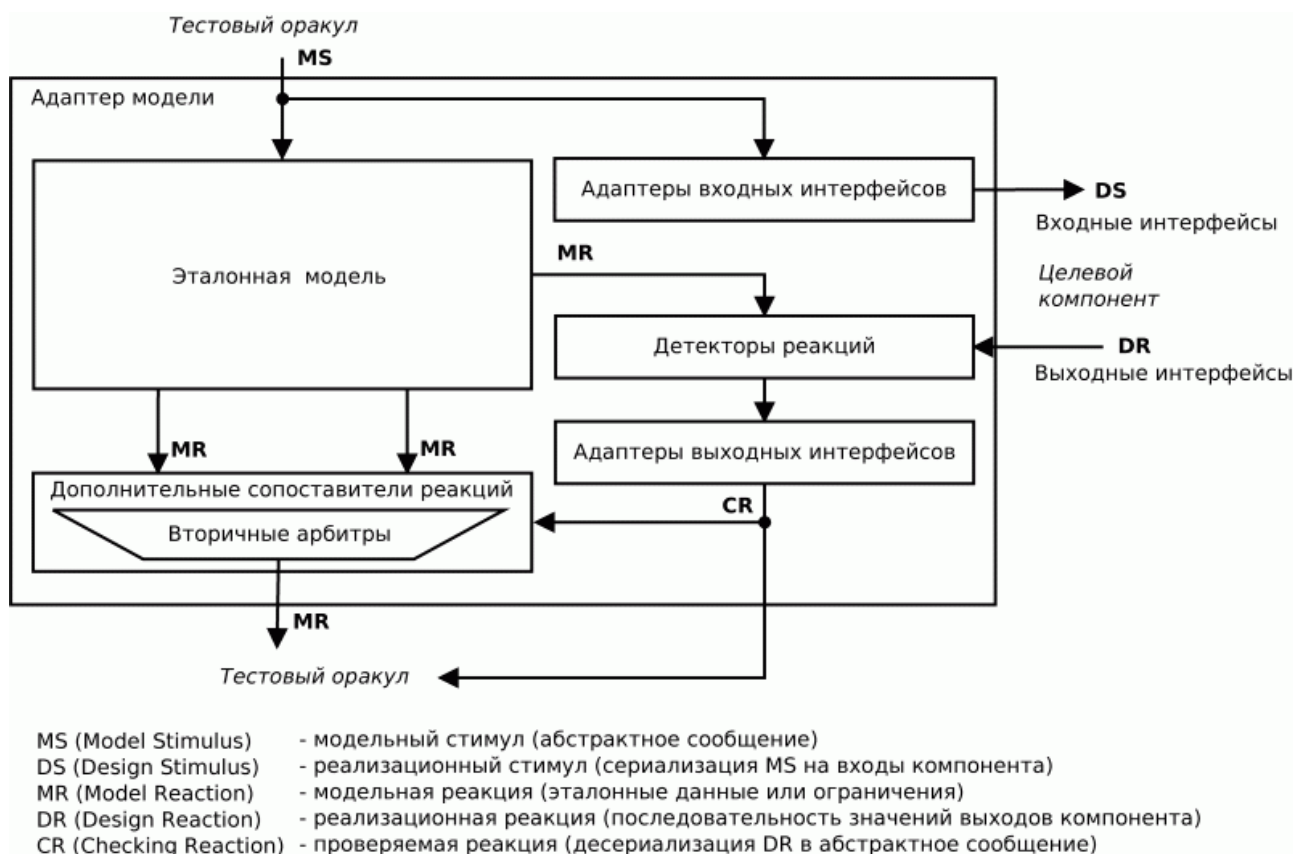 Тестовый оракул
MS
Адаптер модели
Адаптеры входных интерфейсов
DS
Входные интерфейсы
MR
Эталонная модель
Целевой
компонент
Детекторы реакций
DR
Выходные интерфейсы
MR
MR
Адаптеры выходных интерфейсов
Дополнительные сопоставители реакций
CR
Вторичные арбитры
MR
Тестовый оракул
MS (Model Stimulus) - модельный стимул (абстрактное сообщение)
DS (Design Stimulus) - реализационный стимул (сериализация MS на входы компонента)
MR (Model Reaction) - модельная реакция (эталонные данные или ограничения)
DR (Design Reaction) - реализационная реакция (последовательность значений выходов компонента)
CR (Checking Reaction) - проверяемая реакция (десериализация DR в абстрактное сообщение)